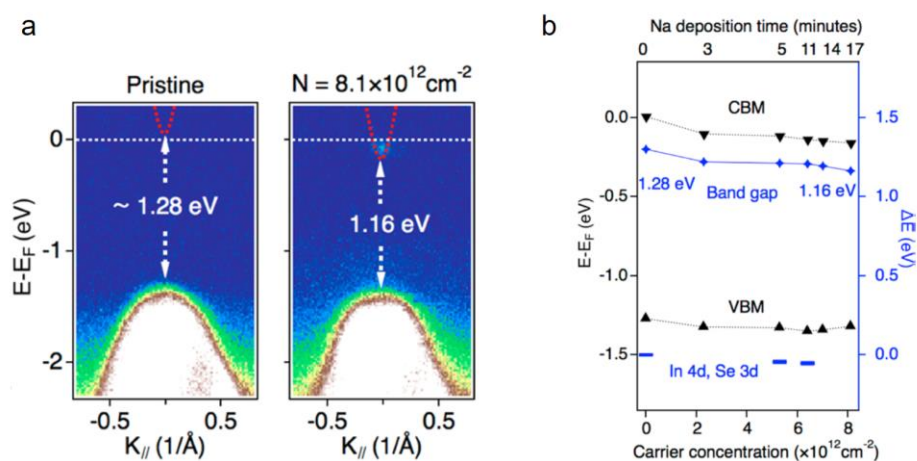 a
Pristine
N = 8.1×10¹²cm⁻²
E-E_F (eV)
0
-1
-2
~ 1.28 eV
1.16 eV
-0.5
0
0.5
-0.5
0
0.5
K_// (1/Å)
K_// (1/Å)
b
Na deposition time (minutes)
0 3 5 11 14 17
E-E_F (eV)
0.0
-0.5
-1.0
-1.5
CBM
1.28 eV
Band gap
1.16 eV
VBM
In 4d, Se 3d
1.5
1.0
0.5
0.0
ΔE (eV)
0 2 4 6 8
Carrier concentration (×10¹²cm⁻²)